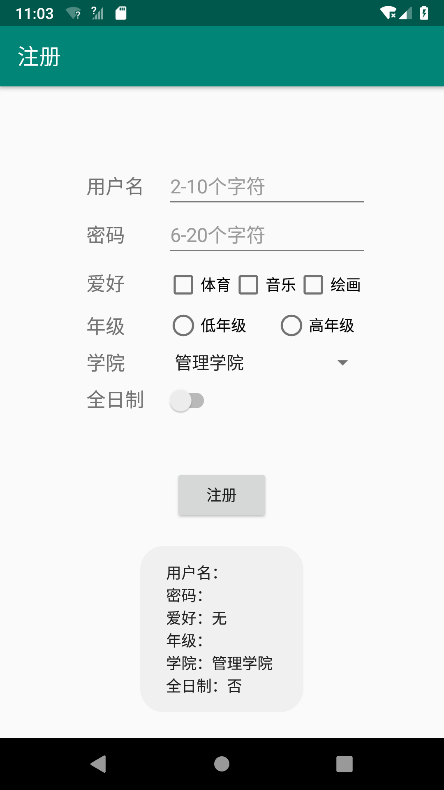 11:03
注册
用户名 2-10个字符
密码 6-20个字符
爱好 体育 音乐 绘画
年级 低年级 高年级
学院 管理学院
全日制
注册
用户名：
密码：
爱好：无
年级：
学院：管理学院
全日制：否